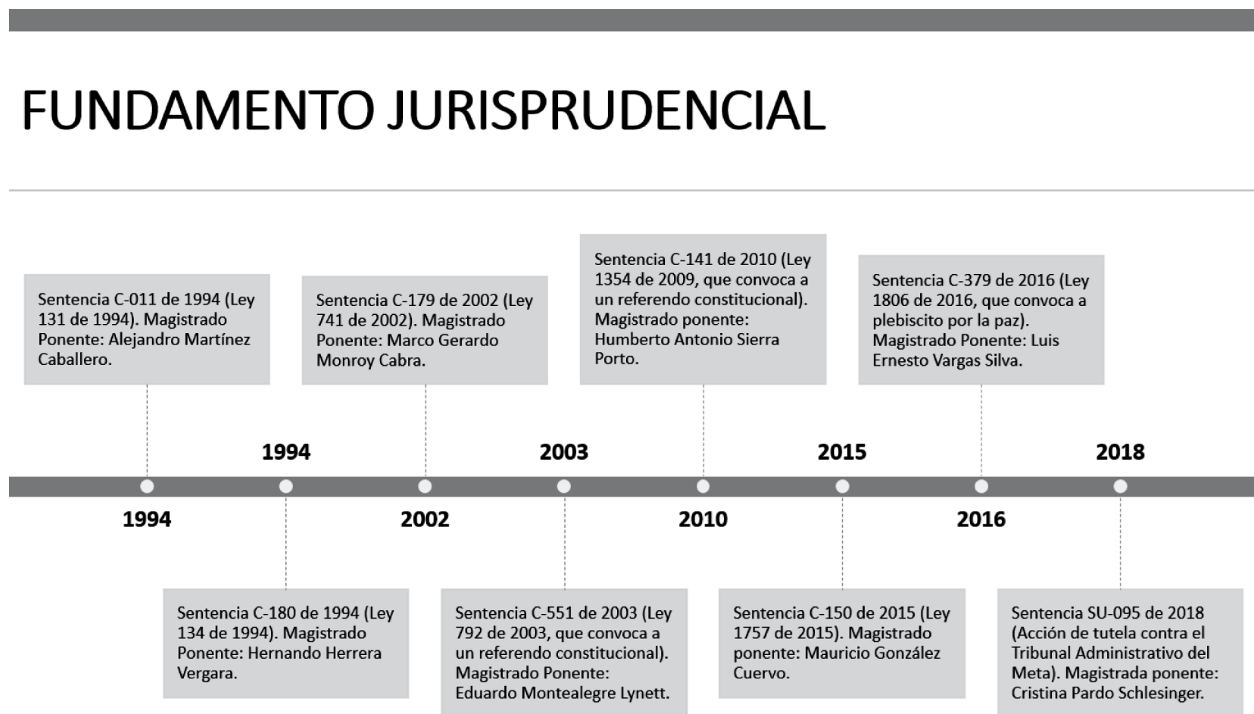 FUNDAMENTO JURISPRUDENCIAL
Sentencia C-011 de 1994 (Ley
131 de 1994). Magistrado
Ponente: Alejandro Martínez
Caballero.
1994
1994
Sentencia C-180 de 1994 (Ley
134 de 1994). Magistrado
Ponente: Hernando Herrera
Vergara.
Sentencia C-179 de 2002 (Ley
741 de 2002). Magistrado
Ponente: Marco Gerardo
Monroy Cabra.
2002
2003
Sentencia C-551 de 2003 (Ley
792 de 2003, que convoca a
un referendo constitucional).
Magistrado Ponente:
Eduardo Montealegre Lynett.
Sentencia C-141 de 2010 (Ley
1354 de 2009, que convoca a
un referendo constitucional).
Magistrado ponente:
Humberto Antonio Sierra
Porto.
2010
2015
Sentencia C-150 de 2015 (Ley
1757 de 2015). Magistrado
ponente: Mauricio González
Cuervo.
Sentencia C-379 de 2016 (Ley
1806 de 2016, que convoca a
plebiscito por la paz).
Magistrado Ponente: Luis
Ernesto Vargas Silva.
2016
2018
Sentencia SU-095 de 2018
(Acción de tutela contra el
Tribunal Administrativo del
Meta). Magistrada ponente:
Cristina Pardo Schlesinger.